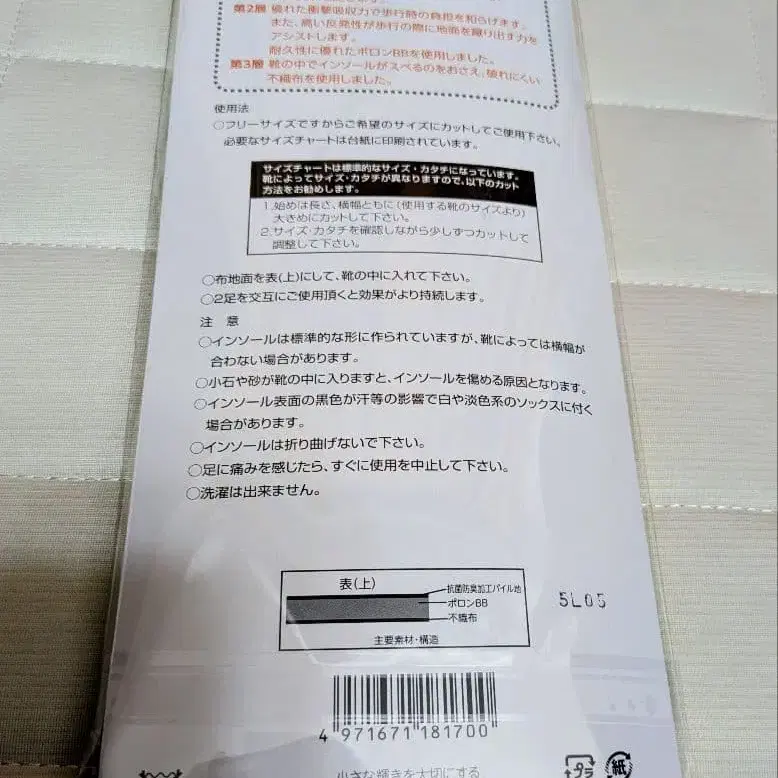 第2層 優れた衝撃吸収力で歩行時の負担を和らげます。
また、高い反発性が歩行の際に地面を蹴り出す力を
アシストします。
耐久性に優れたポロンBBを使用しました。
第3層 靴の中でインソールがスベるのをおさえ、破れにくい
不織布を使用しました。
使用法
○フリーサイズですからご希望のサイズにカットしてご使用下さい。
必要なサイズチャートは台紙に印刷されています。
サイズチャートは標準的なサイズ・カタチになっています。
靴によってサイズ・カタチが異なりますので、以下のカット
方法をお勧めします。
1.始めは長さ、横幅ともに(使用する靴のサイズより)
大きめにカットして下さい。
2.サイズ・カタチを確認しながら少しずつカットして
調整して下さい。
○布地面を表(上)にして、靴の中に入れて下さい。
○2足を交互にご使用頂くと効果がより持続します。
注 意
○インソールは標準的な形に作られていますが、靴によっては横幅が
合わない場合があります。
○小石や砂が靴の中に入りますと、インソールを傷める原因となります。
○インソール表面の黒色が汗等の影響で白や淡色系のソックスに付く
場合があります。
○インソールは折り曲げないで下さい。
○足に痛みを感じたら、すぐに使用を中止して下さい。
○洗濯は出来ません。
表(上)
抗菌防臭加工パイル地
ポロンBB
不織布
主要素材・構造
5L05
4 971671 181700
小さな輝きを大切にする
プラ
紙